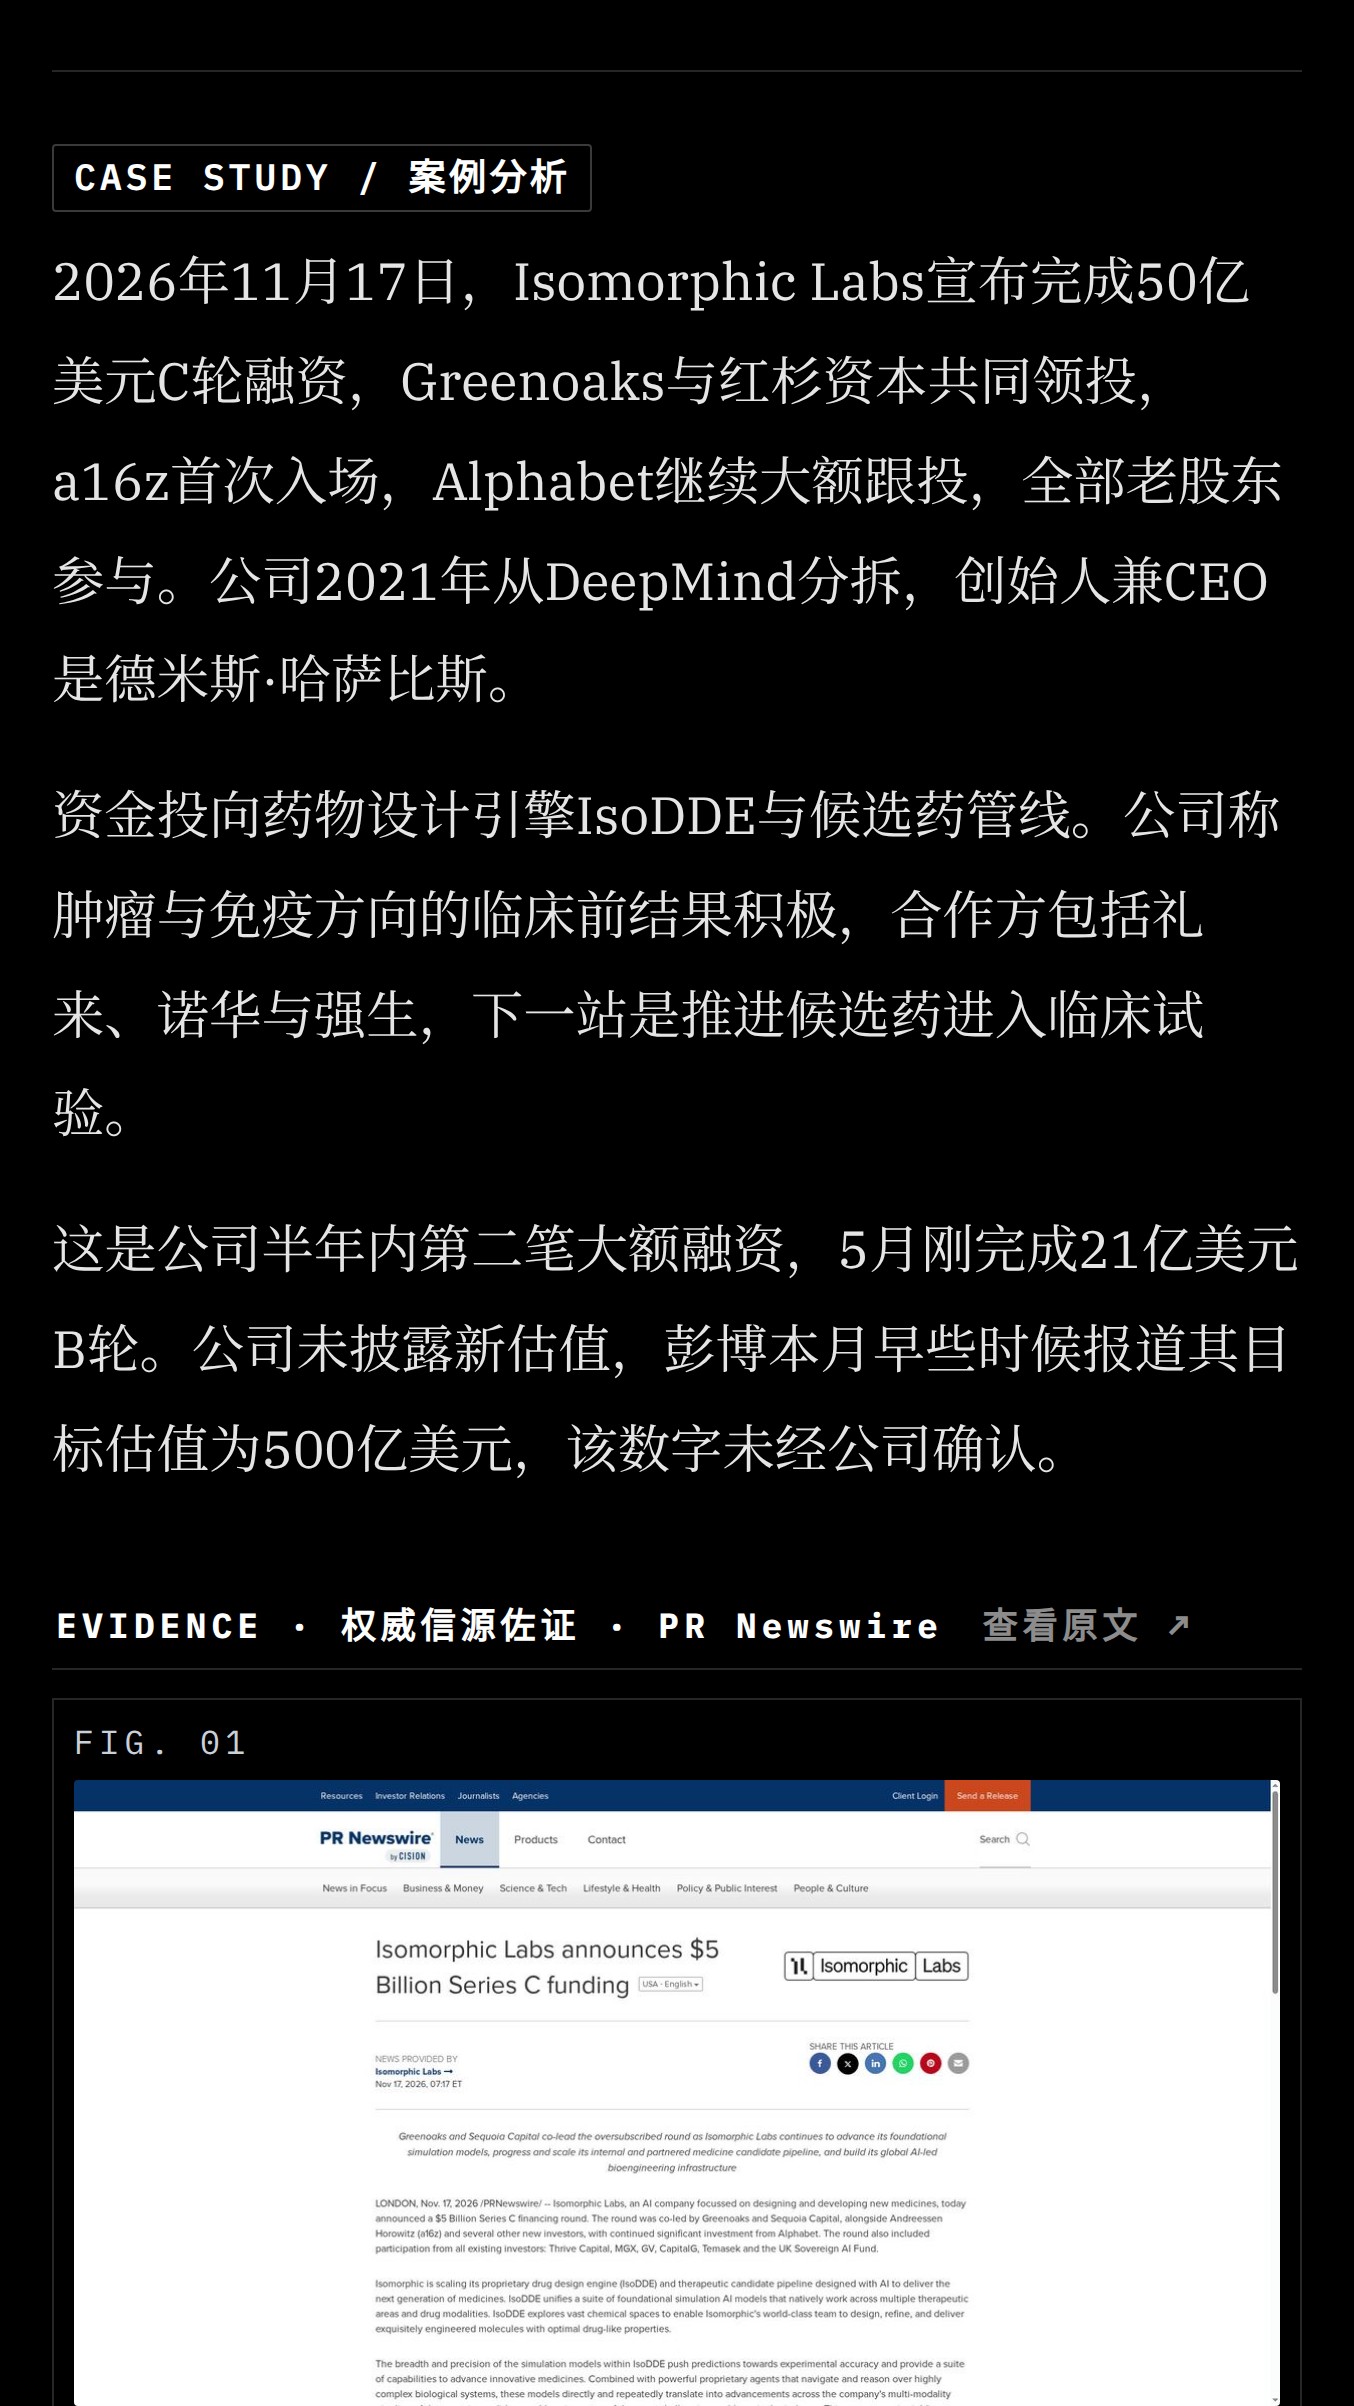 CASE STUDY / 案例分析
2026年11月17日，Isomorphic Labs宣布完成50亿
美元C轮融资，Greenoaks与红杉资本共同领投，
a16z首次入场，Alphabet继续大额跟投，全部老股东
参与。公司2021年从DeepMind分拆，创始人兼CEO
是德米斯·哈萨比斯。
资金投向药物设计引擎IsoDDE与候选药管线。公司称
肿瘤与免疫方向的临床前结果积极，合作方包括礼
来、诺华与强生，下一站是推进候选药进入临床试
验。
这是公司半年内第二笔大额融资，5月刚完成21亿美元
B轮。公司未披露新估值，彭博本月早些时候报道其目
标估值为500亿美元，该数字未经公司确认。
EVIDENCE · 权威信源佐证 · PR Newswire 查看原文 ↗
FIG. 01
Resources Investor Relations Journalists Agencies Client Login Send a Release
PR Newswire by CISION News Products Contact Search
News in Focus Business & Money Science & Tech Lifestyle & Health Policy & Public Interest People & Culture
Isomorphic Labs announces $5
Billion Series C funding USA - English
Isomorphic Labs
SHARE THIS ARTICLE
NEWS PROVIDED BY
Isomorphic Labs →
Nov 17, 2026, 07:17 ET
Greenoaks and Sequoia Capital co-lead the oversubscribed round as Isomorphic Labs continues to advance its foundational
simulation models, progress and scale its internal and partnered medicine candidate pipeline, and build its global AI-led
bioengineering infrastructure
LONDON, Nov. 17, 2026 /PRNewswire/ -- Isomorphic Labs, an AI company focussed on designing and developing new medicines, today
announced a $5 Billion Series C financing round. The round was co-led by Greenoaks and Sequoia Capital, alongside Andreessen
Horowitz (a16z) and several other new investors, with continued significant investment from Alphabet. The round also included
participation from all existing investors: Thrive Capital, MGX, GV, CapitalG, Temasek and the UK Sovereign AI Fund.
Isomorphic is scaling its proprietary drug design engine (IsoDDE) and therapeutic candidate pipeline designed with AI to deliver the
next generation of medicines. IsoDDE unifies a suite of foundational simulation AI models that natively work across multiple therapeutic
areas and drug modalities. IsoDDE explores vast chemical spaces to enable Isomorphic's world-class team to design, refine, and deliver
exquisitely engineered molecules with optimal drug-like properties.
The breadth and precision of the simulation models within IsoDDE push predictions towards experimental accuracy and provide a suite
of capabilities to advance innovative medicines. Combined with powerful proprietary agents that navigate and reason over highly
complex biological systems, these models directly and repeatedly translate into advancements across the company's multi-modality